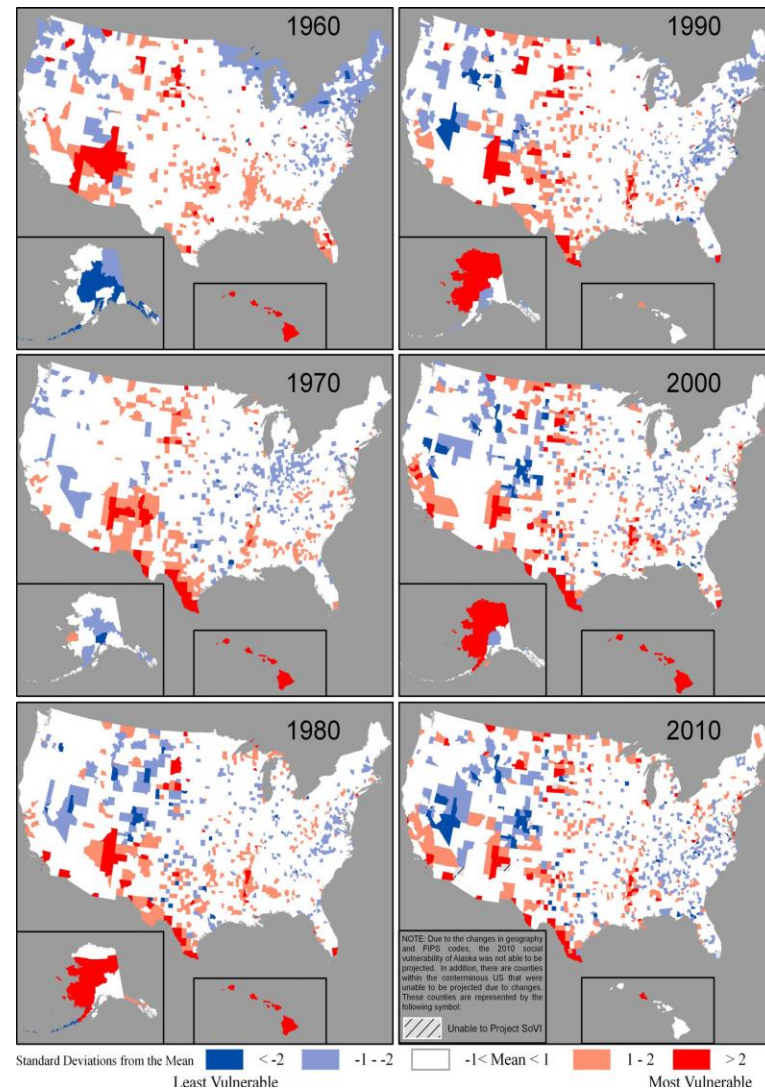 1960
1990
1970
2000
1980
2010
NOTE: Due to the changes in geography
and FIPS codes, the 2010 social
vulnerability of Alaska was not able to be
projected. In addition, there are counties
within the conterminous US that were
unable to be projected due to changes.
These counties are represented by the
following symbol:
Unable to Project SoVI
Standard Deviations from the Mean < -2 -1 - -2 -1< Mean < 1 1 - 2 > 2
Least Vulnerable Most Vulnerable